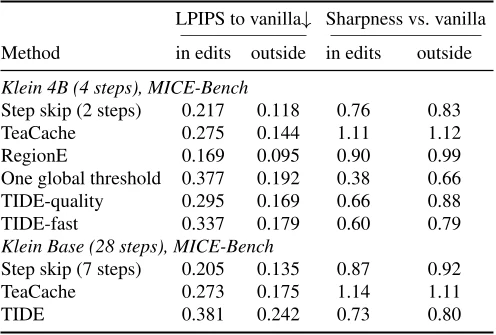 LPIPS to vanilla↓ Sharpness vs. vanilla
Method in edits outside in edits outside
Klein 4B (4 steps), MICE-Bench
Step skip (2 steps) 0.217 0.118 0.76 0.83
TeaCache 0.275 0.144 1.11 1.12
RegionE 0.169 0.095 0.90 0.99
One global threshold 0.377 0.192 0.38 0.66
TIDE-quality 0.295 0.169 0.66 0.88
TIDE-fast 0.337 0.179 0.60 0.79
Klein Base (28 steps), MICE-Bench
Step skip (7 steps) 0.205 0.135 0.87 0.92
TeaCache 0.273 0.175 1.14 1.11
TIDE 0.381 0.242 0.73 0.80